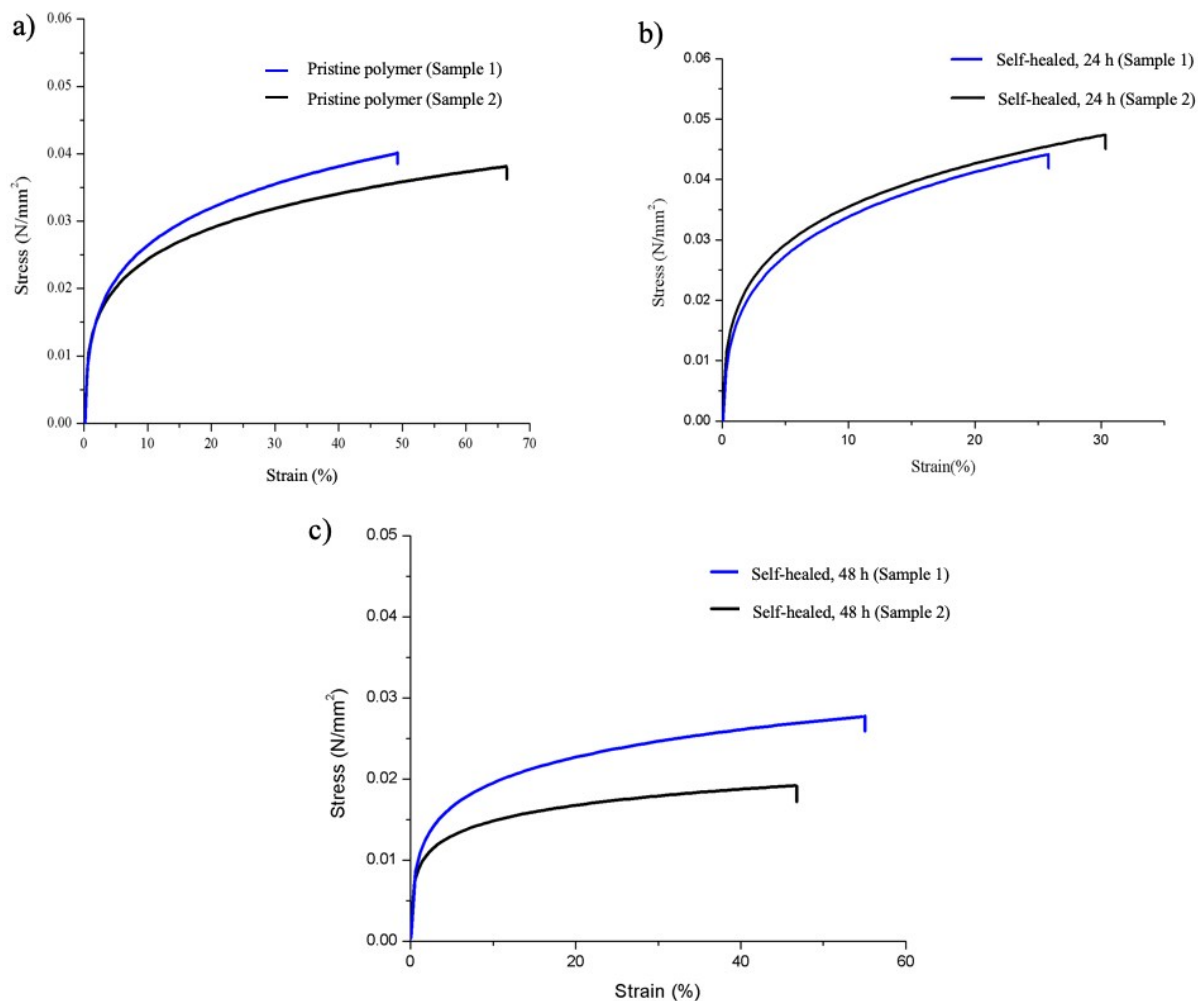 a)
0.06
0.05
0.04
0.03
0.02
0.01
0.00
Stress (N/mm²)
Pristine polymer (Sample 1)
Pristine polymer (Sample 2)
0 10 20 30 40 50 60 70
Strain (%)
b)
0.06
0.05
0.04
0.03
0.02
0.01
0.00
Stress (N/mm²)
Self-healed, 24 h (Sample 1)
Self-healed, 24 h (Sample 2)
0 10 20 30
Strain(%)
c)
0.05
0.04
0.03
0.02
0.01
0.00
Stress (N/mm²)
Self-healed, 48 h (Sample 1)
Self-healed, 48 h (Sample 2)
0 20 40 60
Strain (%)